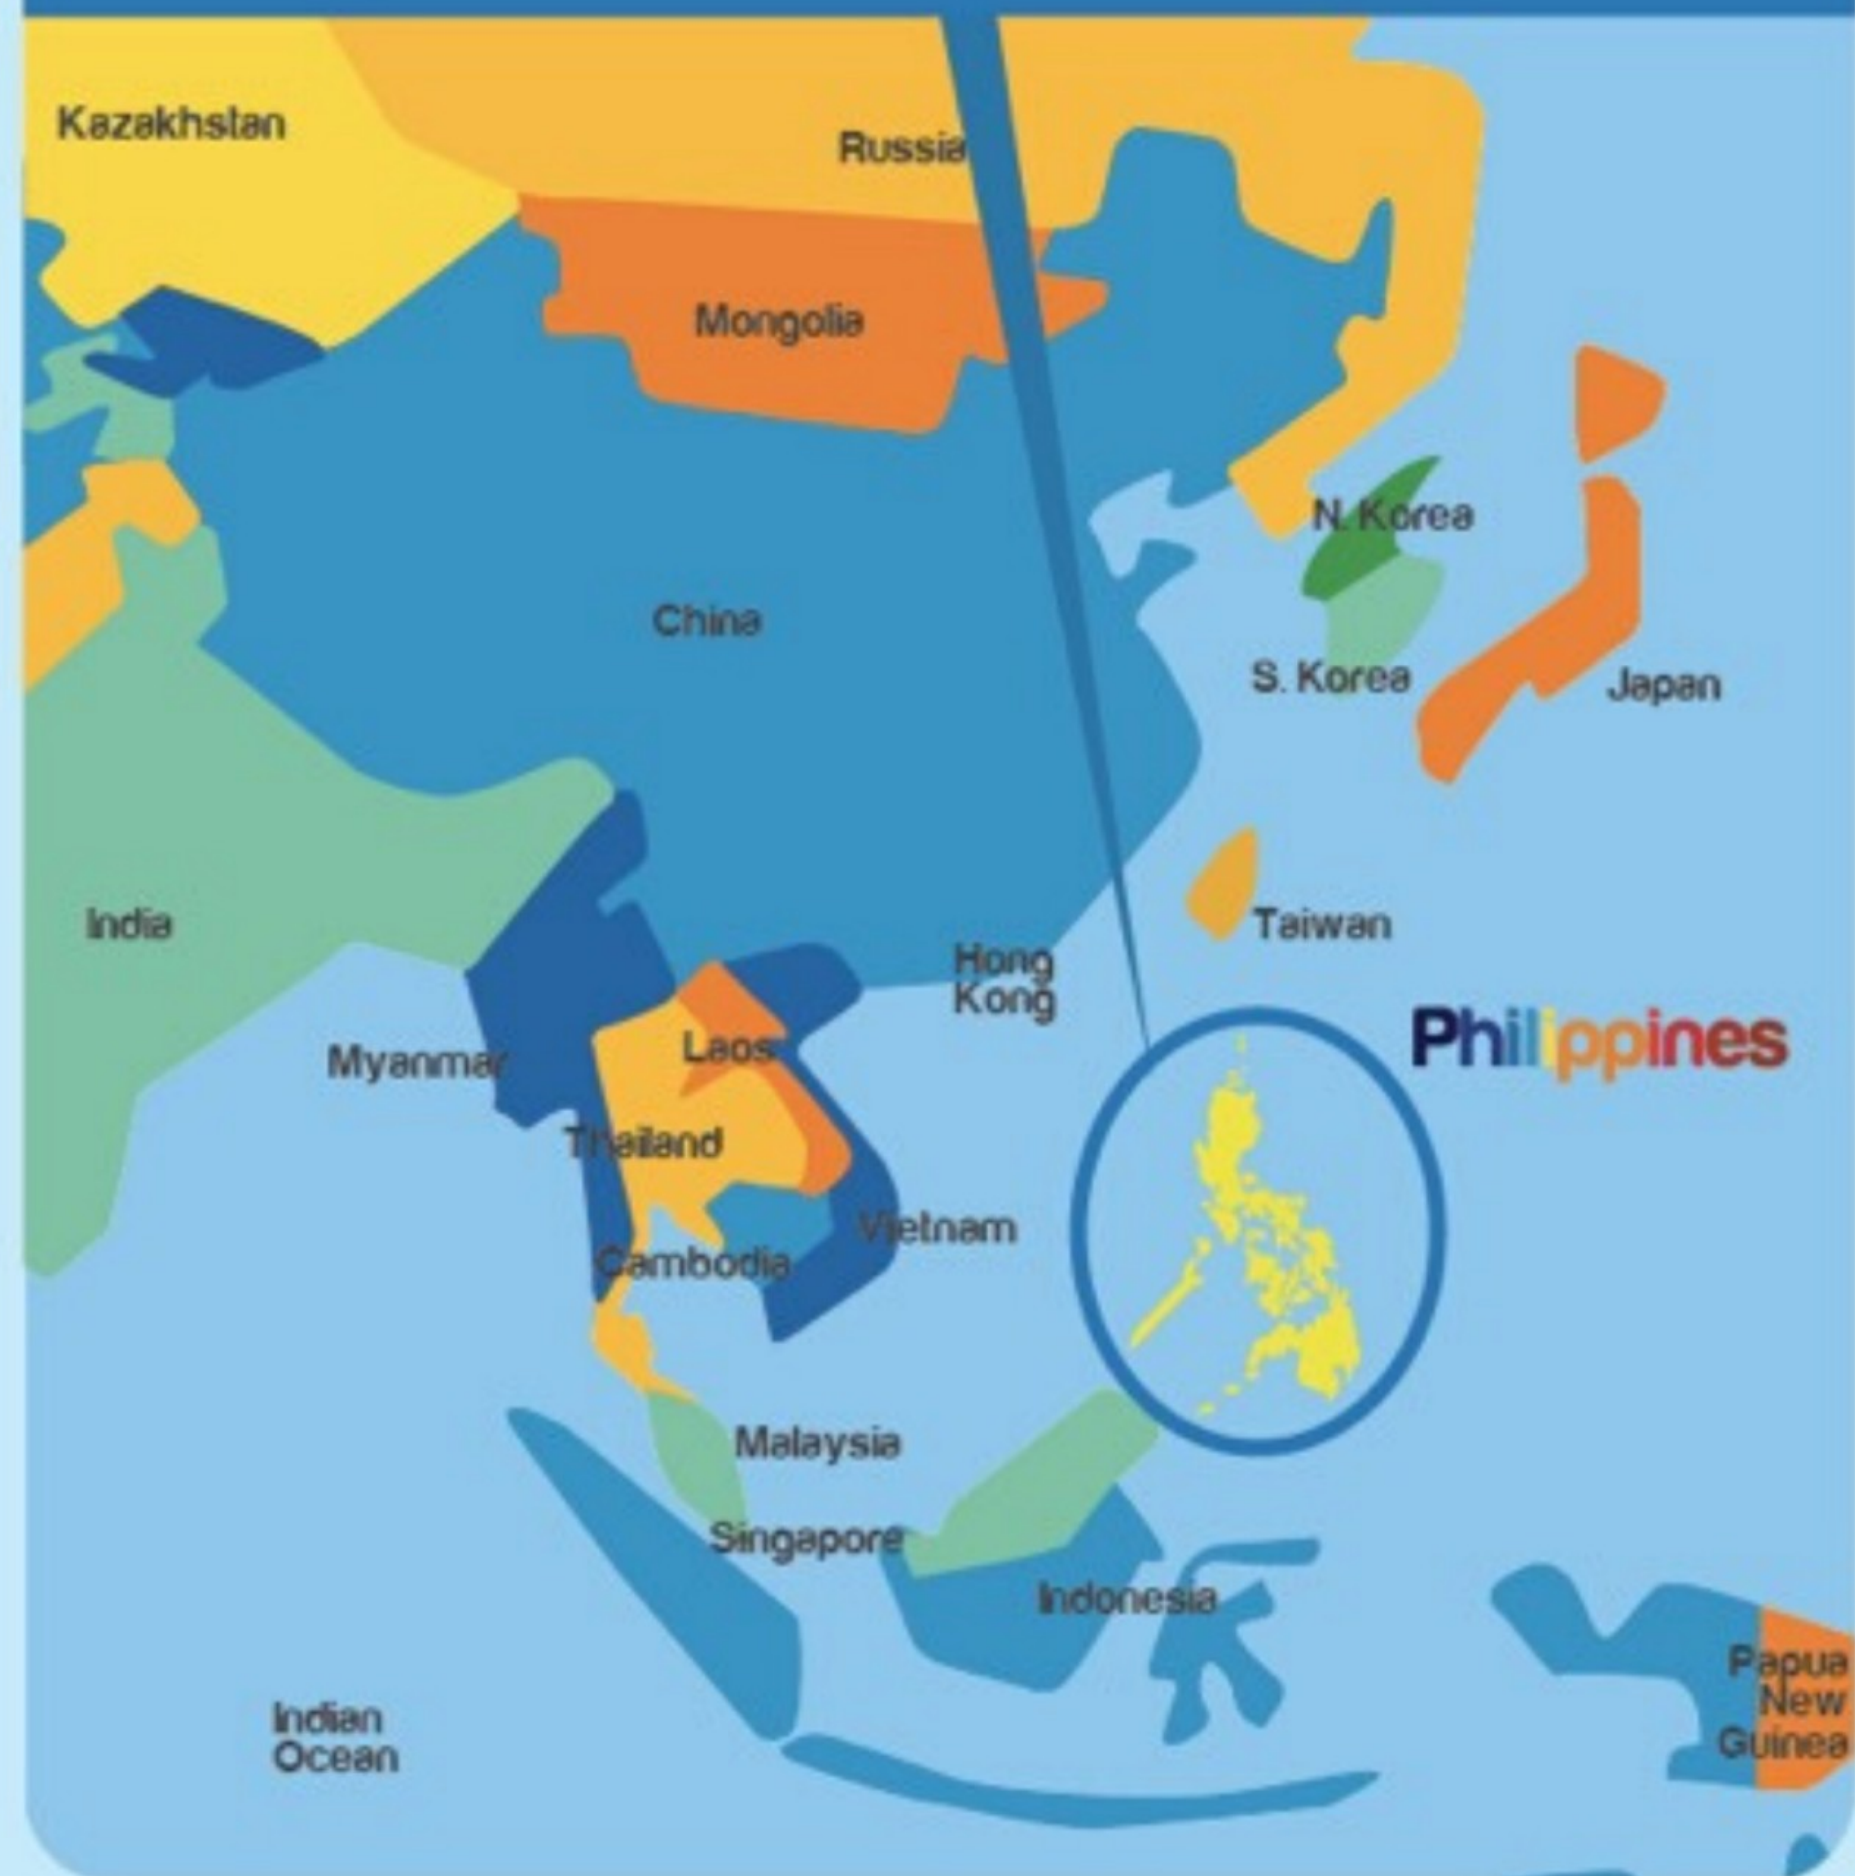 Kazakhstan
Russia
Mongolia
N. Korea
China
S. Korea
Japan
India
Taiwan
Hong
Kong
Philippines
Myanmar
Laos
Thailand
Vietnam
Cambodia
Malaysia
Singapore
Indonesia
Papua
New
Guinea
Indian
Ocean